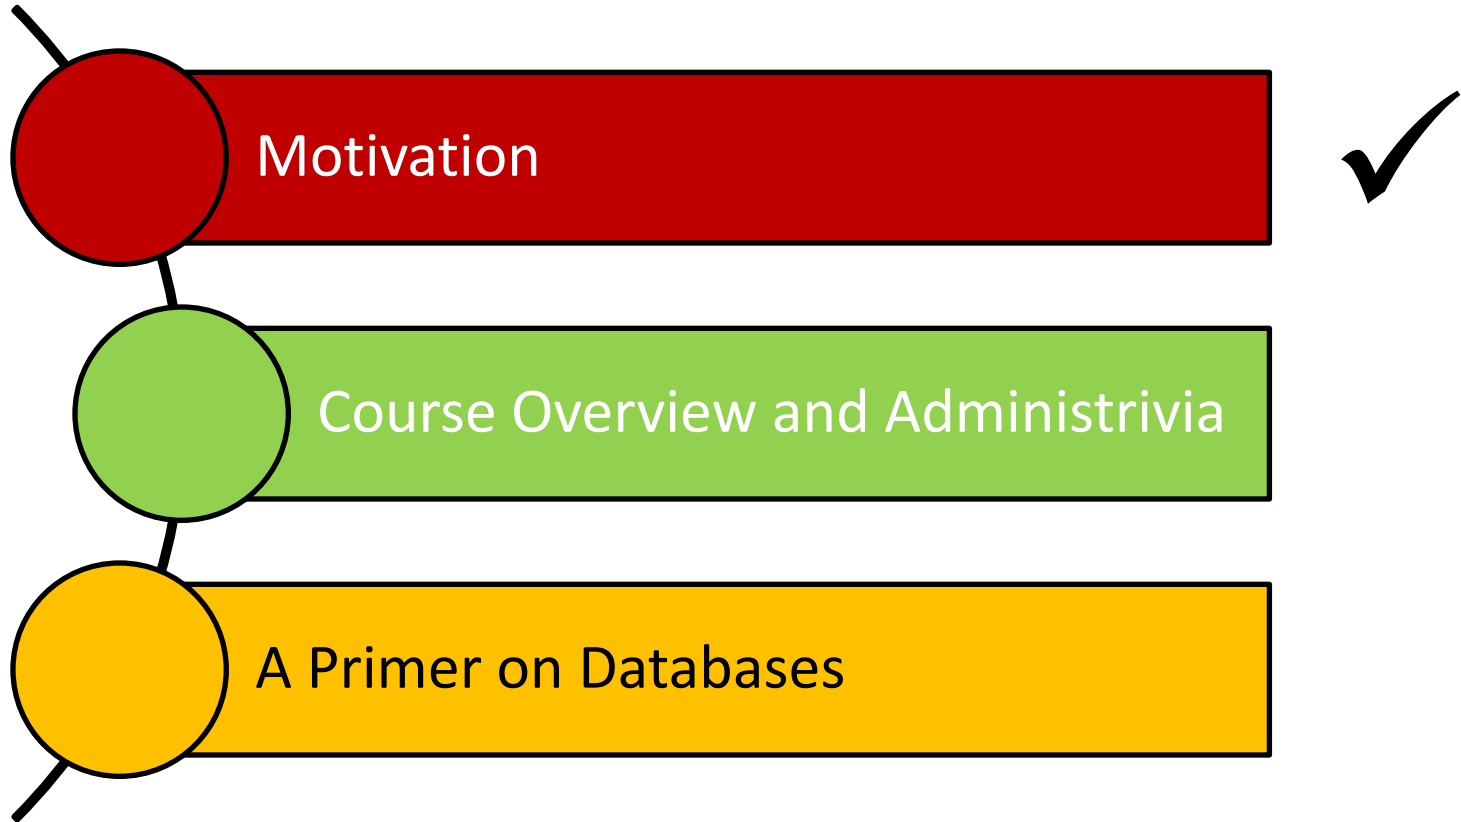 Motivation
Course Overview and Administrivia
A Primer on Databases